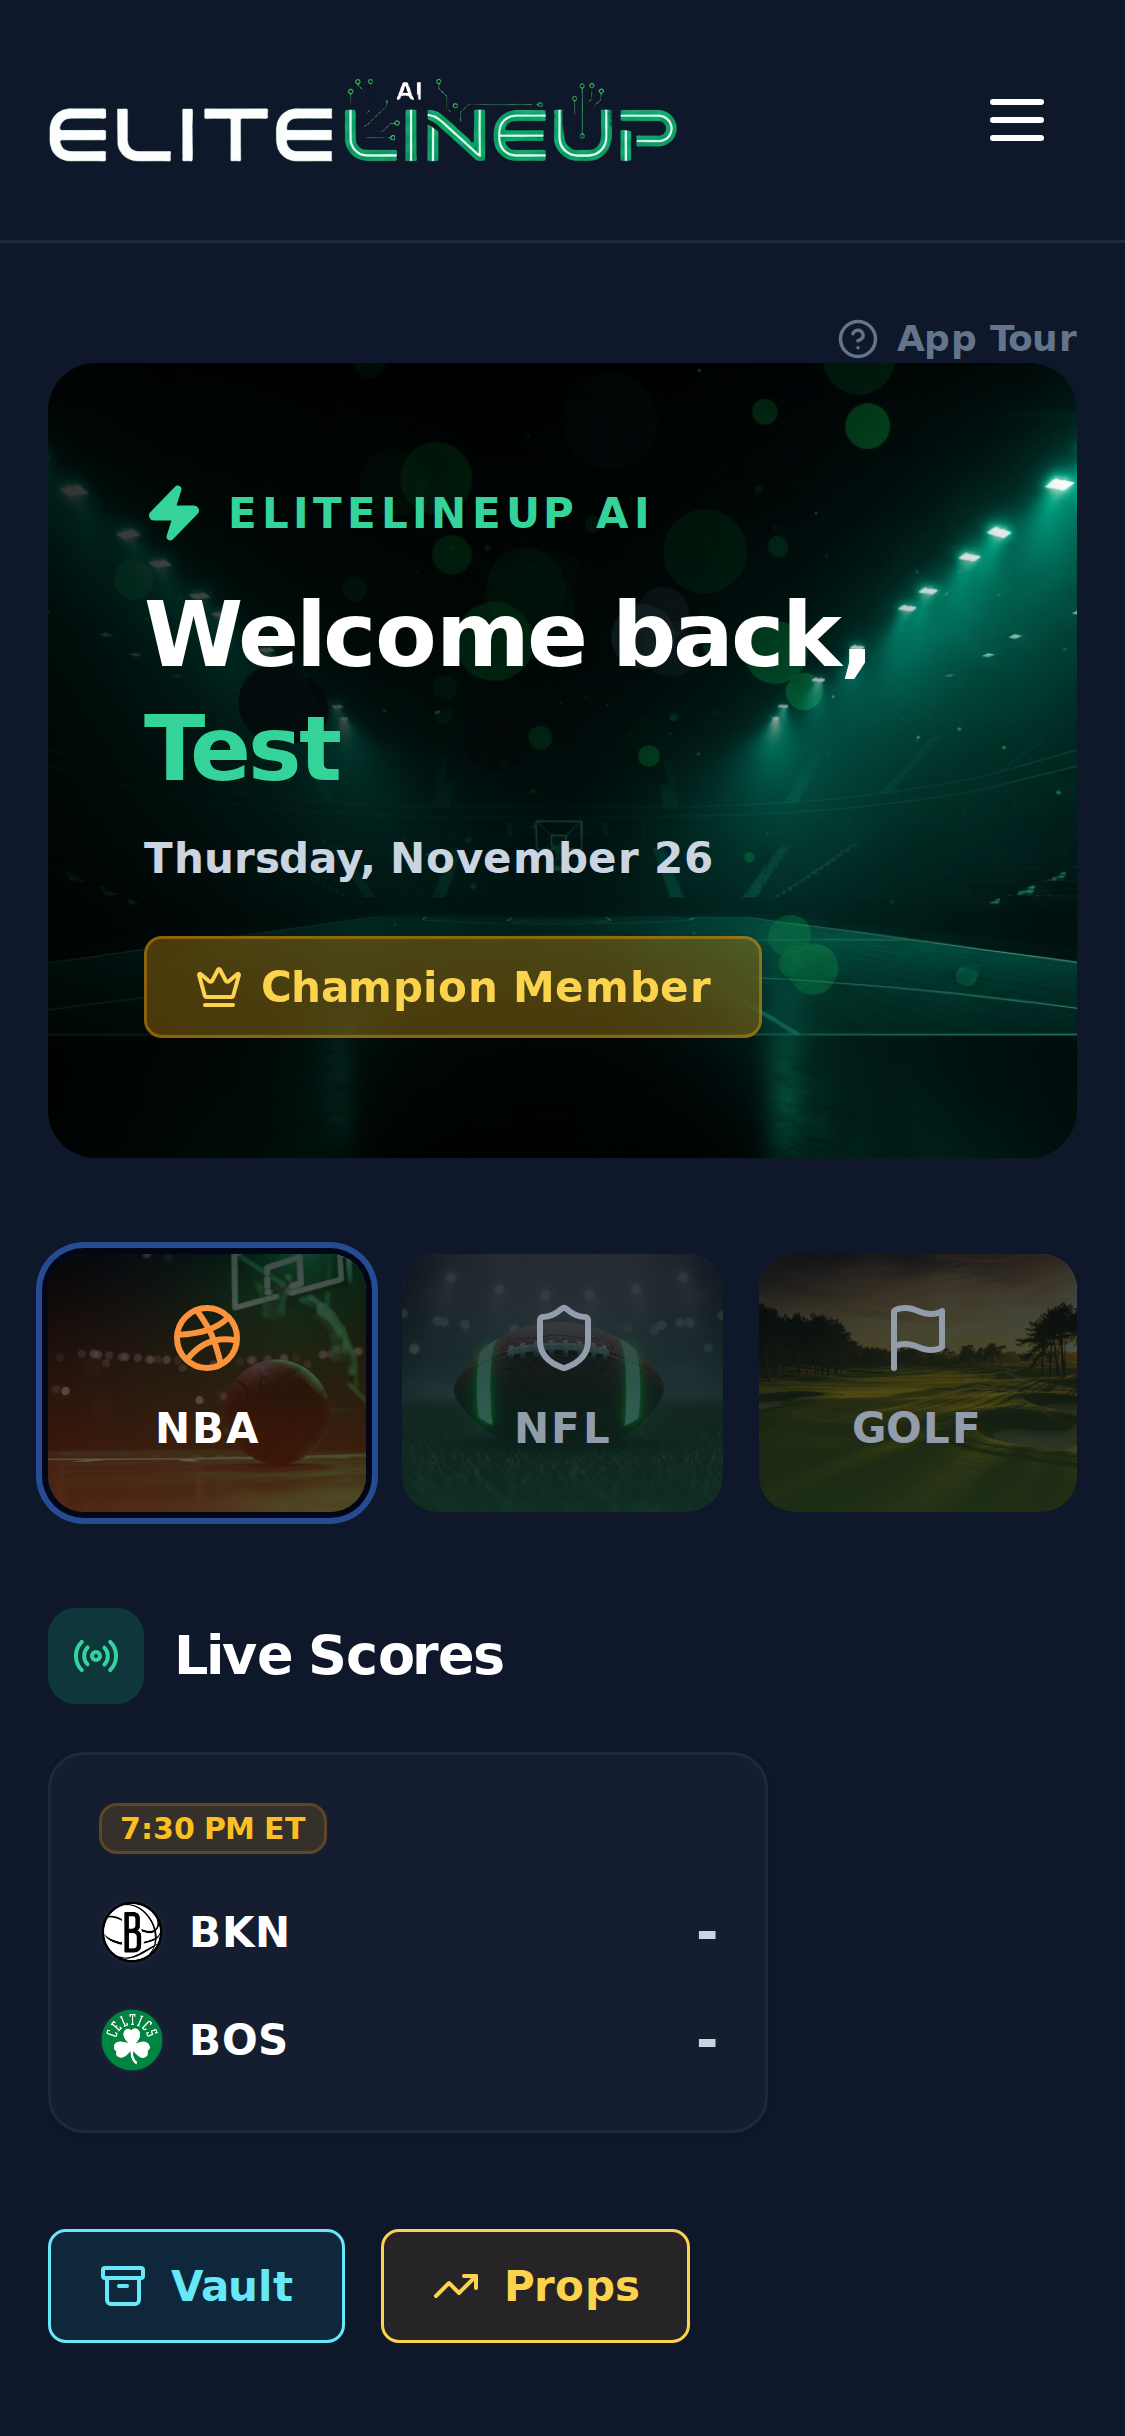 ELITELINEUP AI
App Tour
ELITELINEUP AI
Welcome back,
Test
Thursday, November 26
Champion Member
NBA
NFL
GOLF
Live Scores
7:30 PM ET
B
BKN
-
CELTICS
BOS
-
Vault
Props